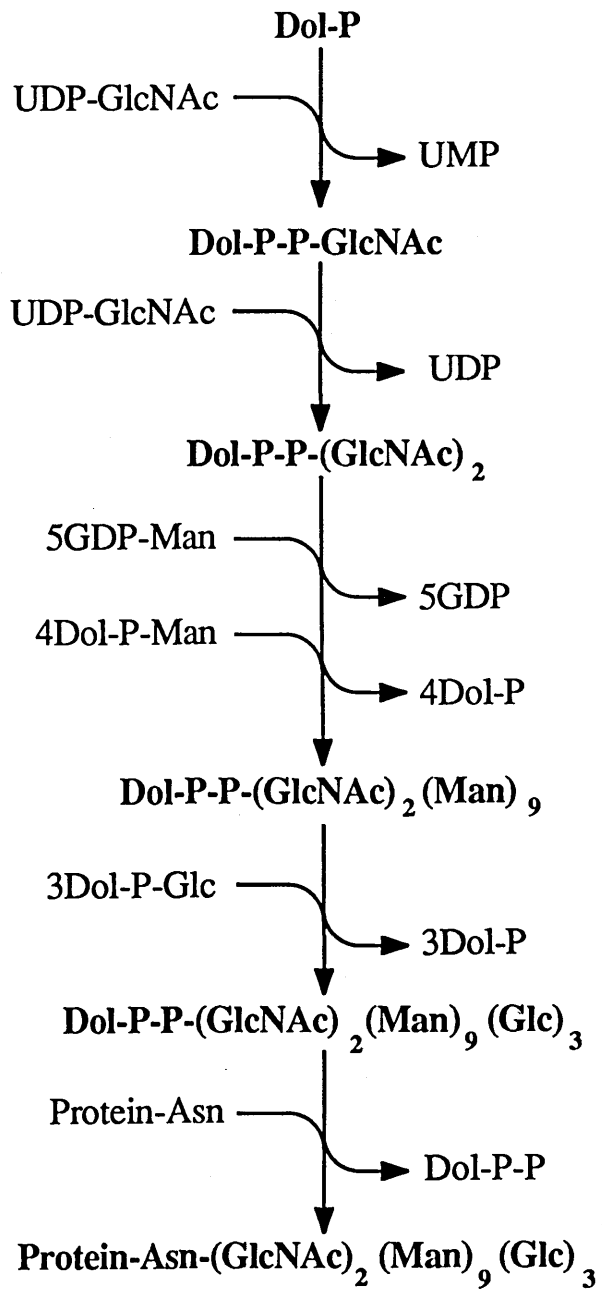 Dol-P
UDP-GlcNAc
UMP
Dol-P-P-GlcNAc
UDP-GlcNAc
UDP
Dol-P-P-(GlcNAc) 2
5GDP-Man
5GDP
4Dol-P-Man
4Dol-P
Dol-P-P-(GlcNAc) 2 (Man) 9
3Dol-P-Glc
3Dol-P
Dol-P-P-(GlcNAc) 2 (Man) 9 (Glc) 3
Protein-Asn
Dol-P-P
Protein-Asn-(GlcNAc) 2 (Man) 9 (Glc) 3